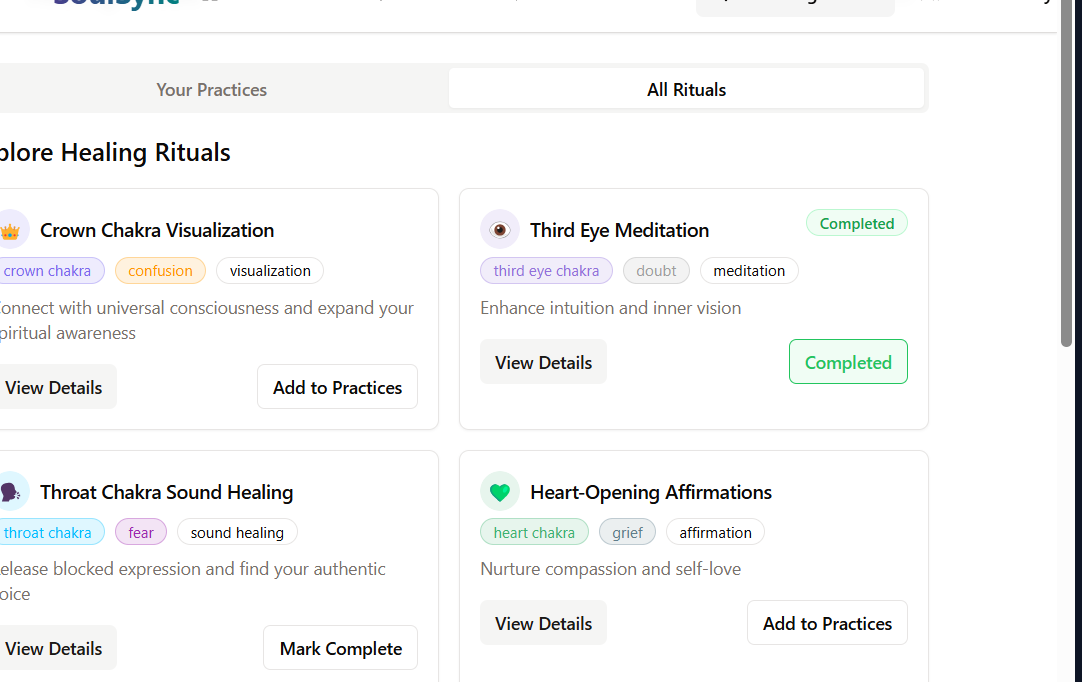 SoulSync
Your Practices
All Rituals
plore Healing Rituals
Crown Chakra Visualization
crown chakra
confusion
visualization
onnect with universal consciousness and expand your
piritual awareness
View Details
Add to Practices
Third Eye Meditation
Completed
third eye chakra
doubt
meditation
Enhance intuition and inner vision
View Details
Completed
Throat Chakra Sound Healing
throat chakra
fear
sound healing
elease blocked expression and find your authentic
oice
View Details
Mark Complete
Heart-Opening Affirmations
heart chakra
grief
affirmation
Nurture compassion and self-love
View Details
Add to Practices